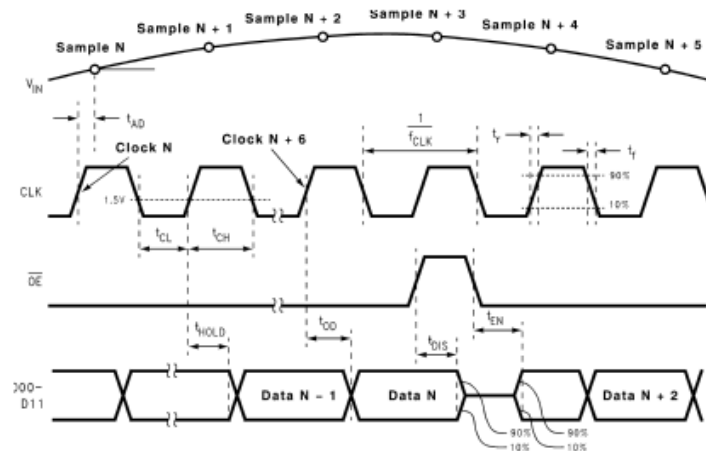 Sample N
Sample N + 1
Sample N + 2
Sample N + 3
Sample N + 4
Sample N + 5
VIN
tAD
Clock N
Clock N + 6
1
fCLK
tr
tf
90%
10%
CLK
1.5V
tCL
tCH
OE
tHOLD
tOD
tDIS
tEN
D11
Data N - 1
Data N
Data N + 2
90%
10%
90%
10%